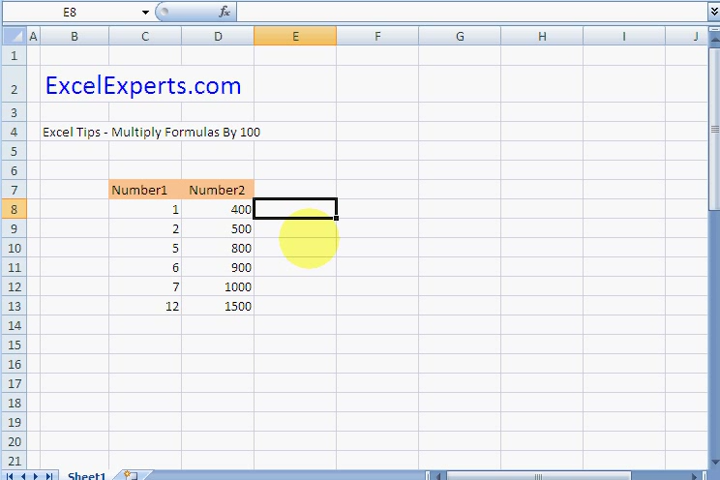 E8 fx
A B C D E F G H I J
1
2 ExcelExperts.com
3
4 Excel Tips - Multiply Formulas By 100
5
6
7 Number1 Number2
8 1 400
9 2 500
10 5 800
11 6 900
12 7 1000
13 12 1500
14
15
16
17
18
19
20
21
Sheet1